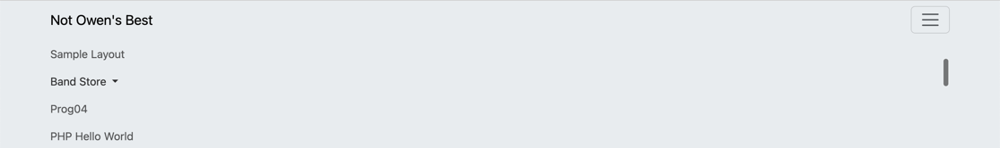 Not Owen's Best
Sample Layout
Band Store
Prog04
PHP Hello World